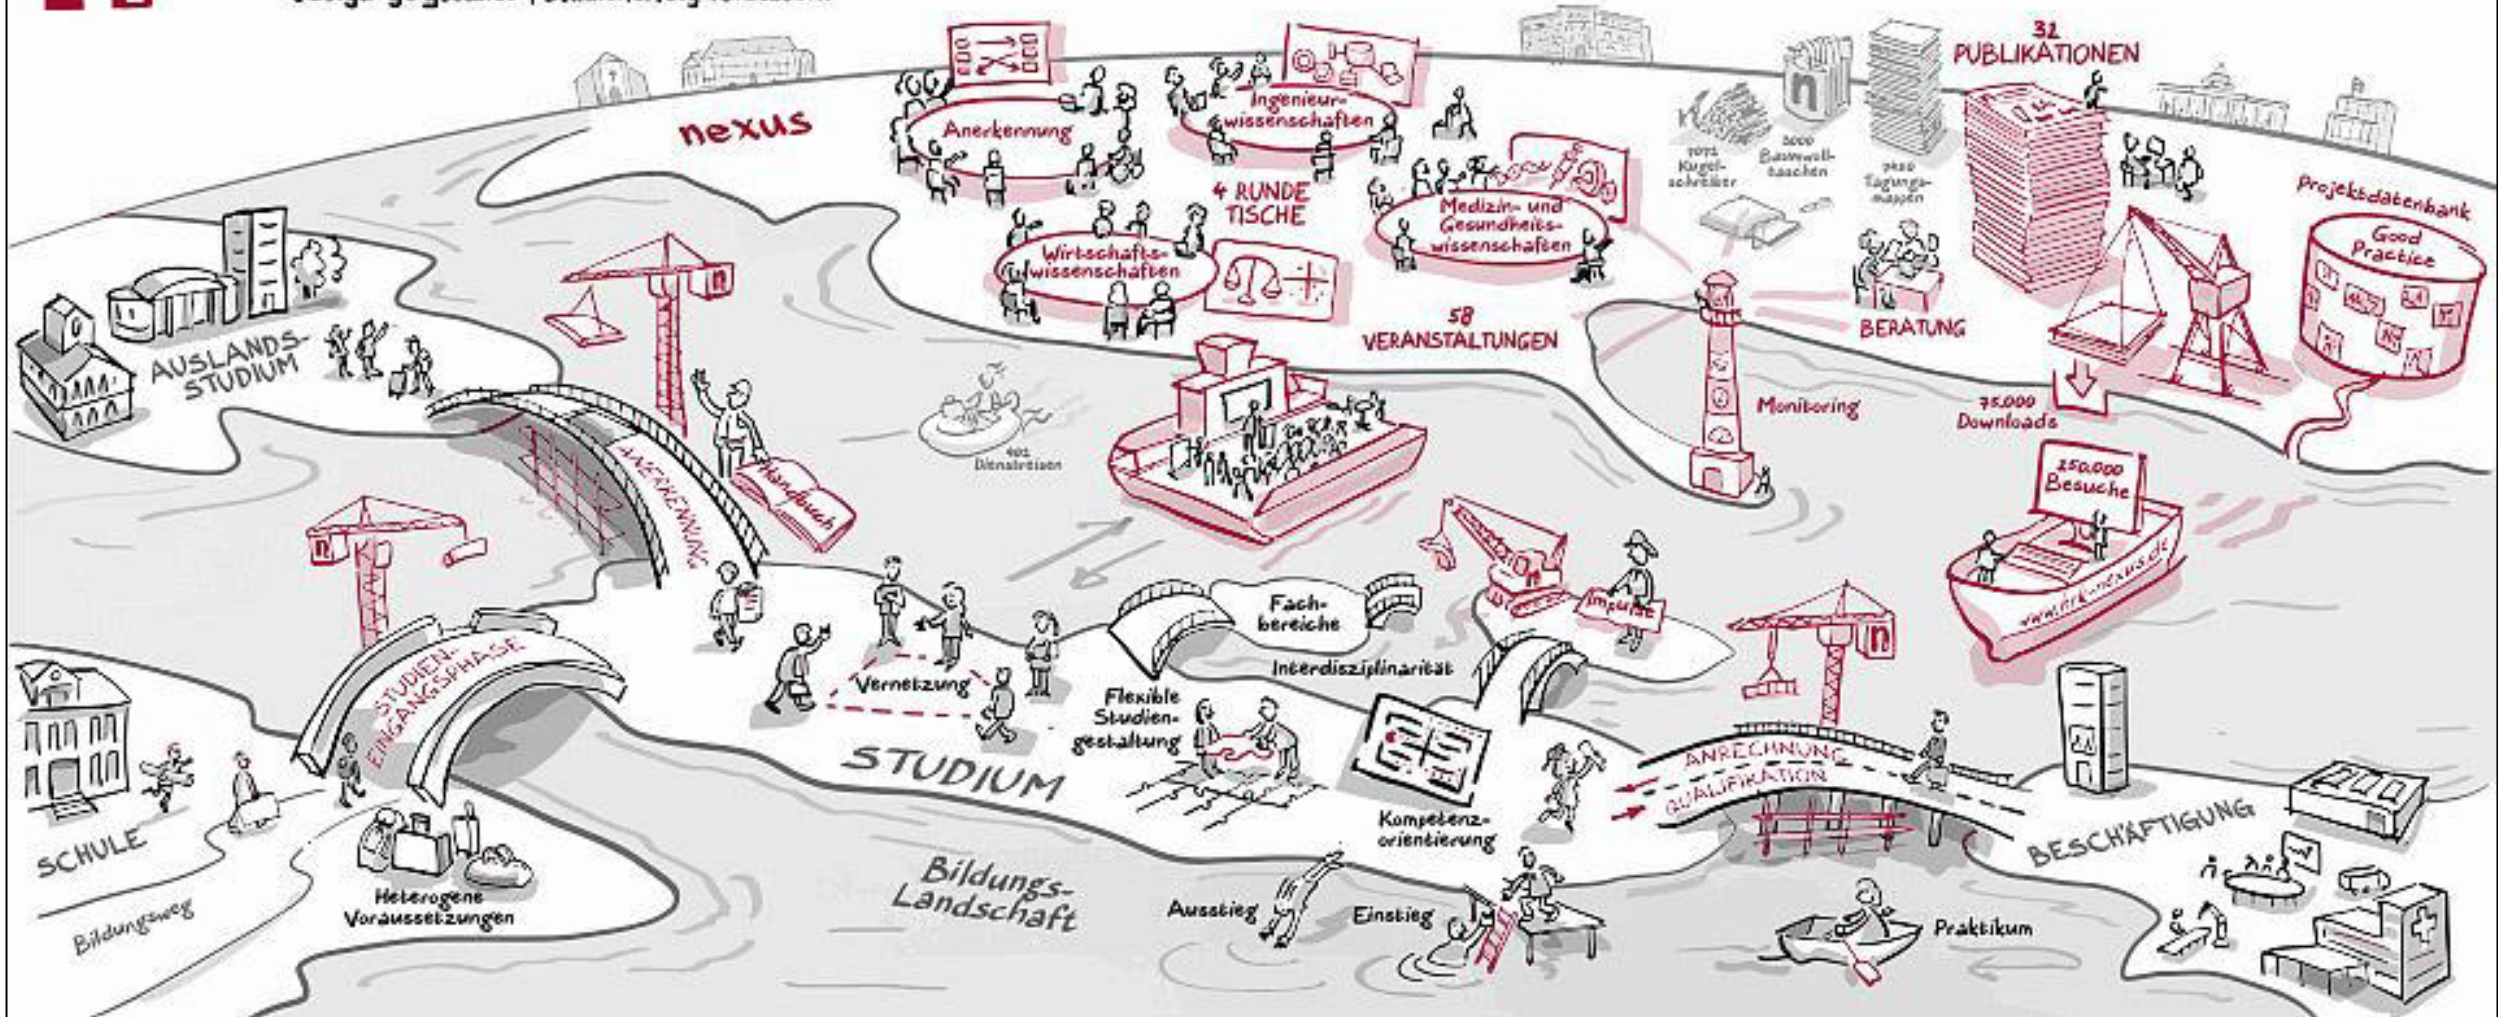 nexus
Anerkennung
Ingenieur-
wissenschaften
4 RUNDE
TISCHE
Wirtschafts-
wissenschaften
Medizin- und
Gesundheits-
wissenschaften
58
VERANSTALTUNGEN
Kugel-
schreiber
Baumwoll-
taschen
Tagungs-
mappen
32
PUBLIKATIONEN
BERATUNG
Projektdatenbank
Good
Practice
75.000
Downloads
Monitoring
250.000
Besuche
www.hrk-nexus.de
AUSLANDS-
STUDIUM
n
ANERKENNUNG
Handbuch
Dienstreisen
n
STUDIEN-
EINGANGSPHASE
SCHULE
Bildungsweg
Heterogene
Voraussetzungen
Vernetzung
STUDIUM
Flexible
Studien-
gestaltung
Fach-
bereiche
Interdisziplinarität
Impulse
Kompetenz-
orientierung
n
ANRECHNUNG
QUALIFIKATION
BESCHÄFTIGUNG
Bildungs-
Landschaft
Ausstieg
Einstieg
Praktikum